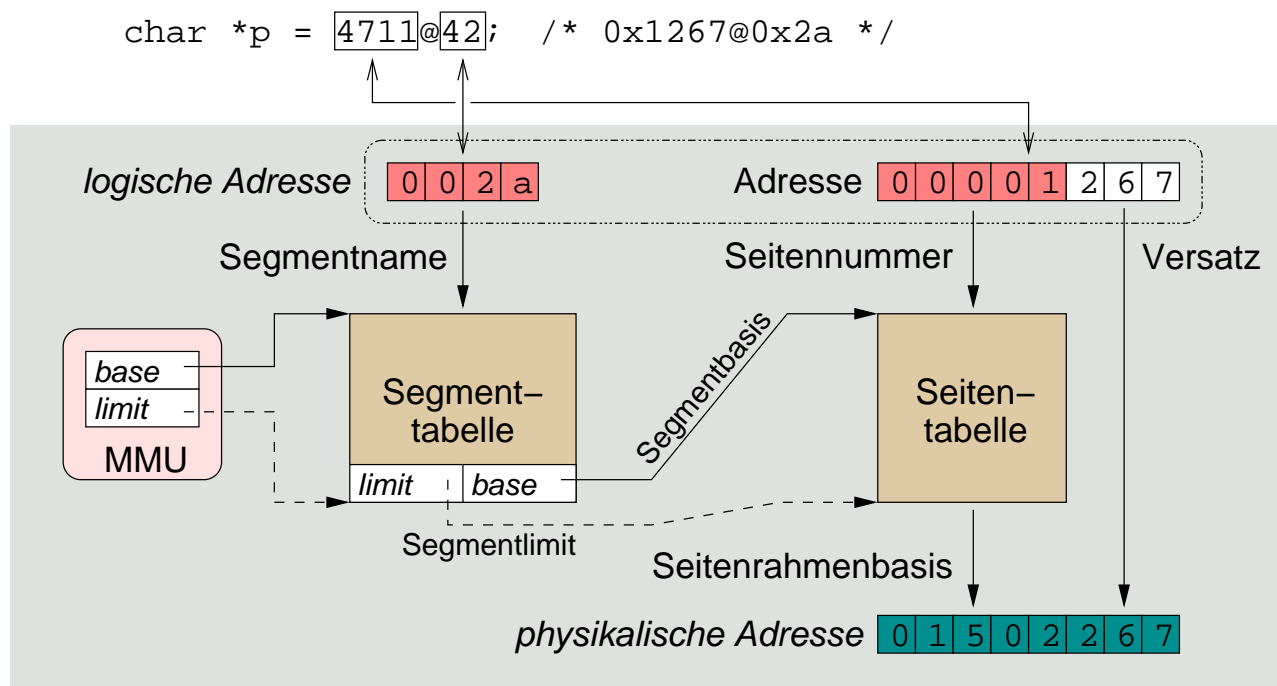 char *p = 4711@42; /* 0x1267@0x2a */
logische Adresse 0 0 2 a Adresse 0 0 0 0 1 2 6 7
Segmentname Seitennummer Versatz
base
limit
MMU
Segment–
tabelle
limit base
Segmentbasis
Segmentlimit
Seiten–
tabelle
Seitenrahmenbasis
physikalische Adresse 0 1 5 0 2 2 6 7